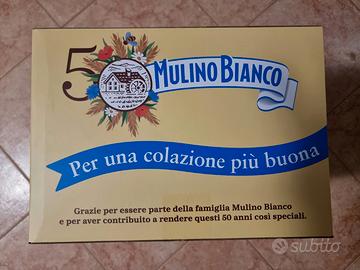 50
MULINO BIANCO
Per una colazione più buona
Grazie per essere parte della famiglia Mulino Bianco
e per aver contribuito a rendere questi 50 anni così speciali.
subito